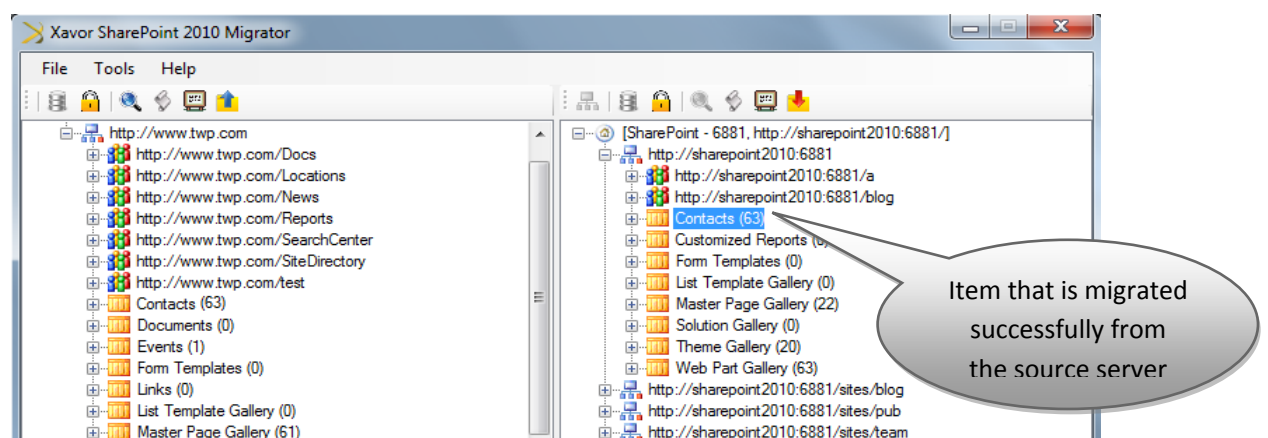 Xavor SharePoint 2010 Migrator
File Tools Help
http://www.twp.com
http://www.twp.com/Docs
http://www.twp.com/Locations
http://www.twp.com/News
http://www.twp.com/Reports
http://www.twp.com/SearchCenter
http://www.twp.com/SiteDirectory
http://www.twp.com/test
Contacts (63)
Documents (0)
Events (1)
Form Templates (0)
Links (0)
List Template Gallery (0)
Master Page Gallery (61)
[SharePoint - 6881, http://sharepoint2010:6881/]
http://sharepoint2010:6881
http://sharepoint2010:6881/a
http://sharepoint2010:6881/blog
Contacts (63)
Customized Reports (0)
Form Templates (0)
List Template Gallery (0)
Master Page Gallery (22)
Solution Gallery (0)
Theme Gallery (20)
Web Part Gallery (63)
http://sharepoint2010:6881/sites/blog
http://sharepoint2010:6881/sites/pub
http://sharepoint2010:6881/sites/team
Item that is migrated
successfully from
the source server